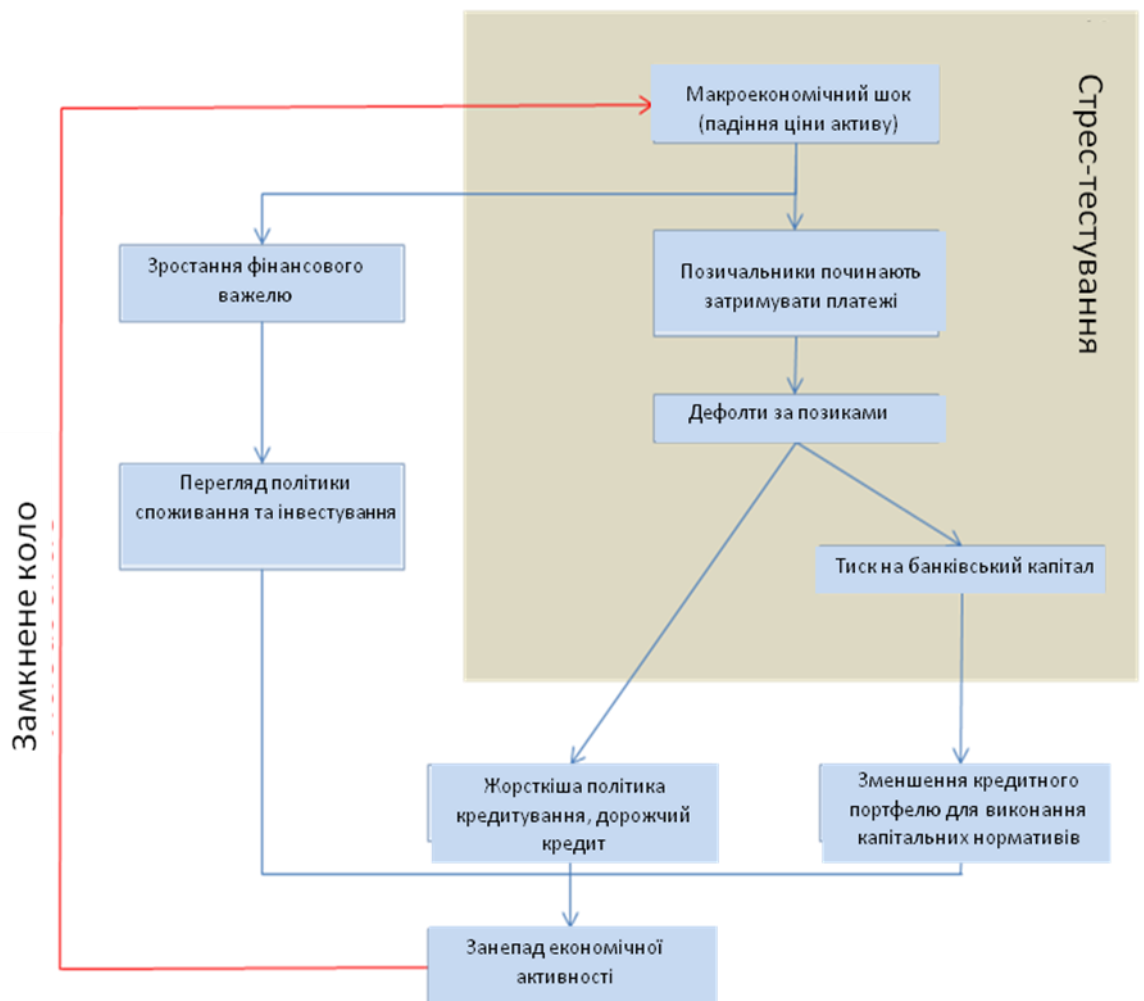 Макроекономічний шок
(падіння ціни активу)
Стрес-тестування
Зростання фінансового
важелю
Позичальники починають
затримувати платежі
Дефолти за позиками
Перегляд політики
споживання та інвестування
Замкнене коло
Тиск на банківський капітал
Жорсткіша політика
кредитування, дорожчий
кредит
Зменшення кредитного
портфелю для виконання
капітальних нормативів
Занепад економічної
активності